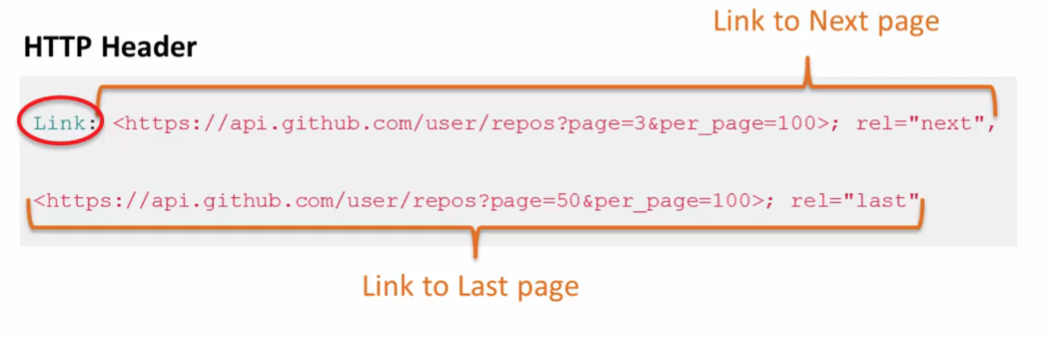 Link to Next page
HTTP Header
Link: <https://api.github.com/user/repos?page=3&per_page=100>; rel="next",
<https://api.github.com/user/repos?page=50&per_page=100>; rel="last"
Link to Last page